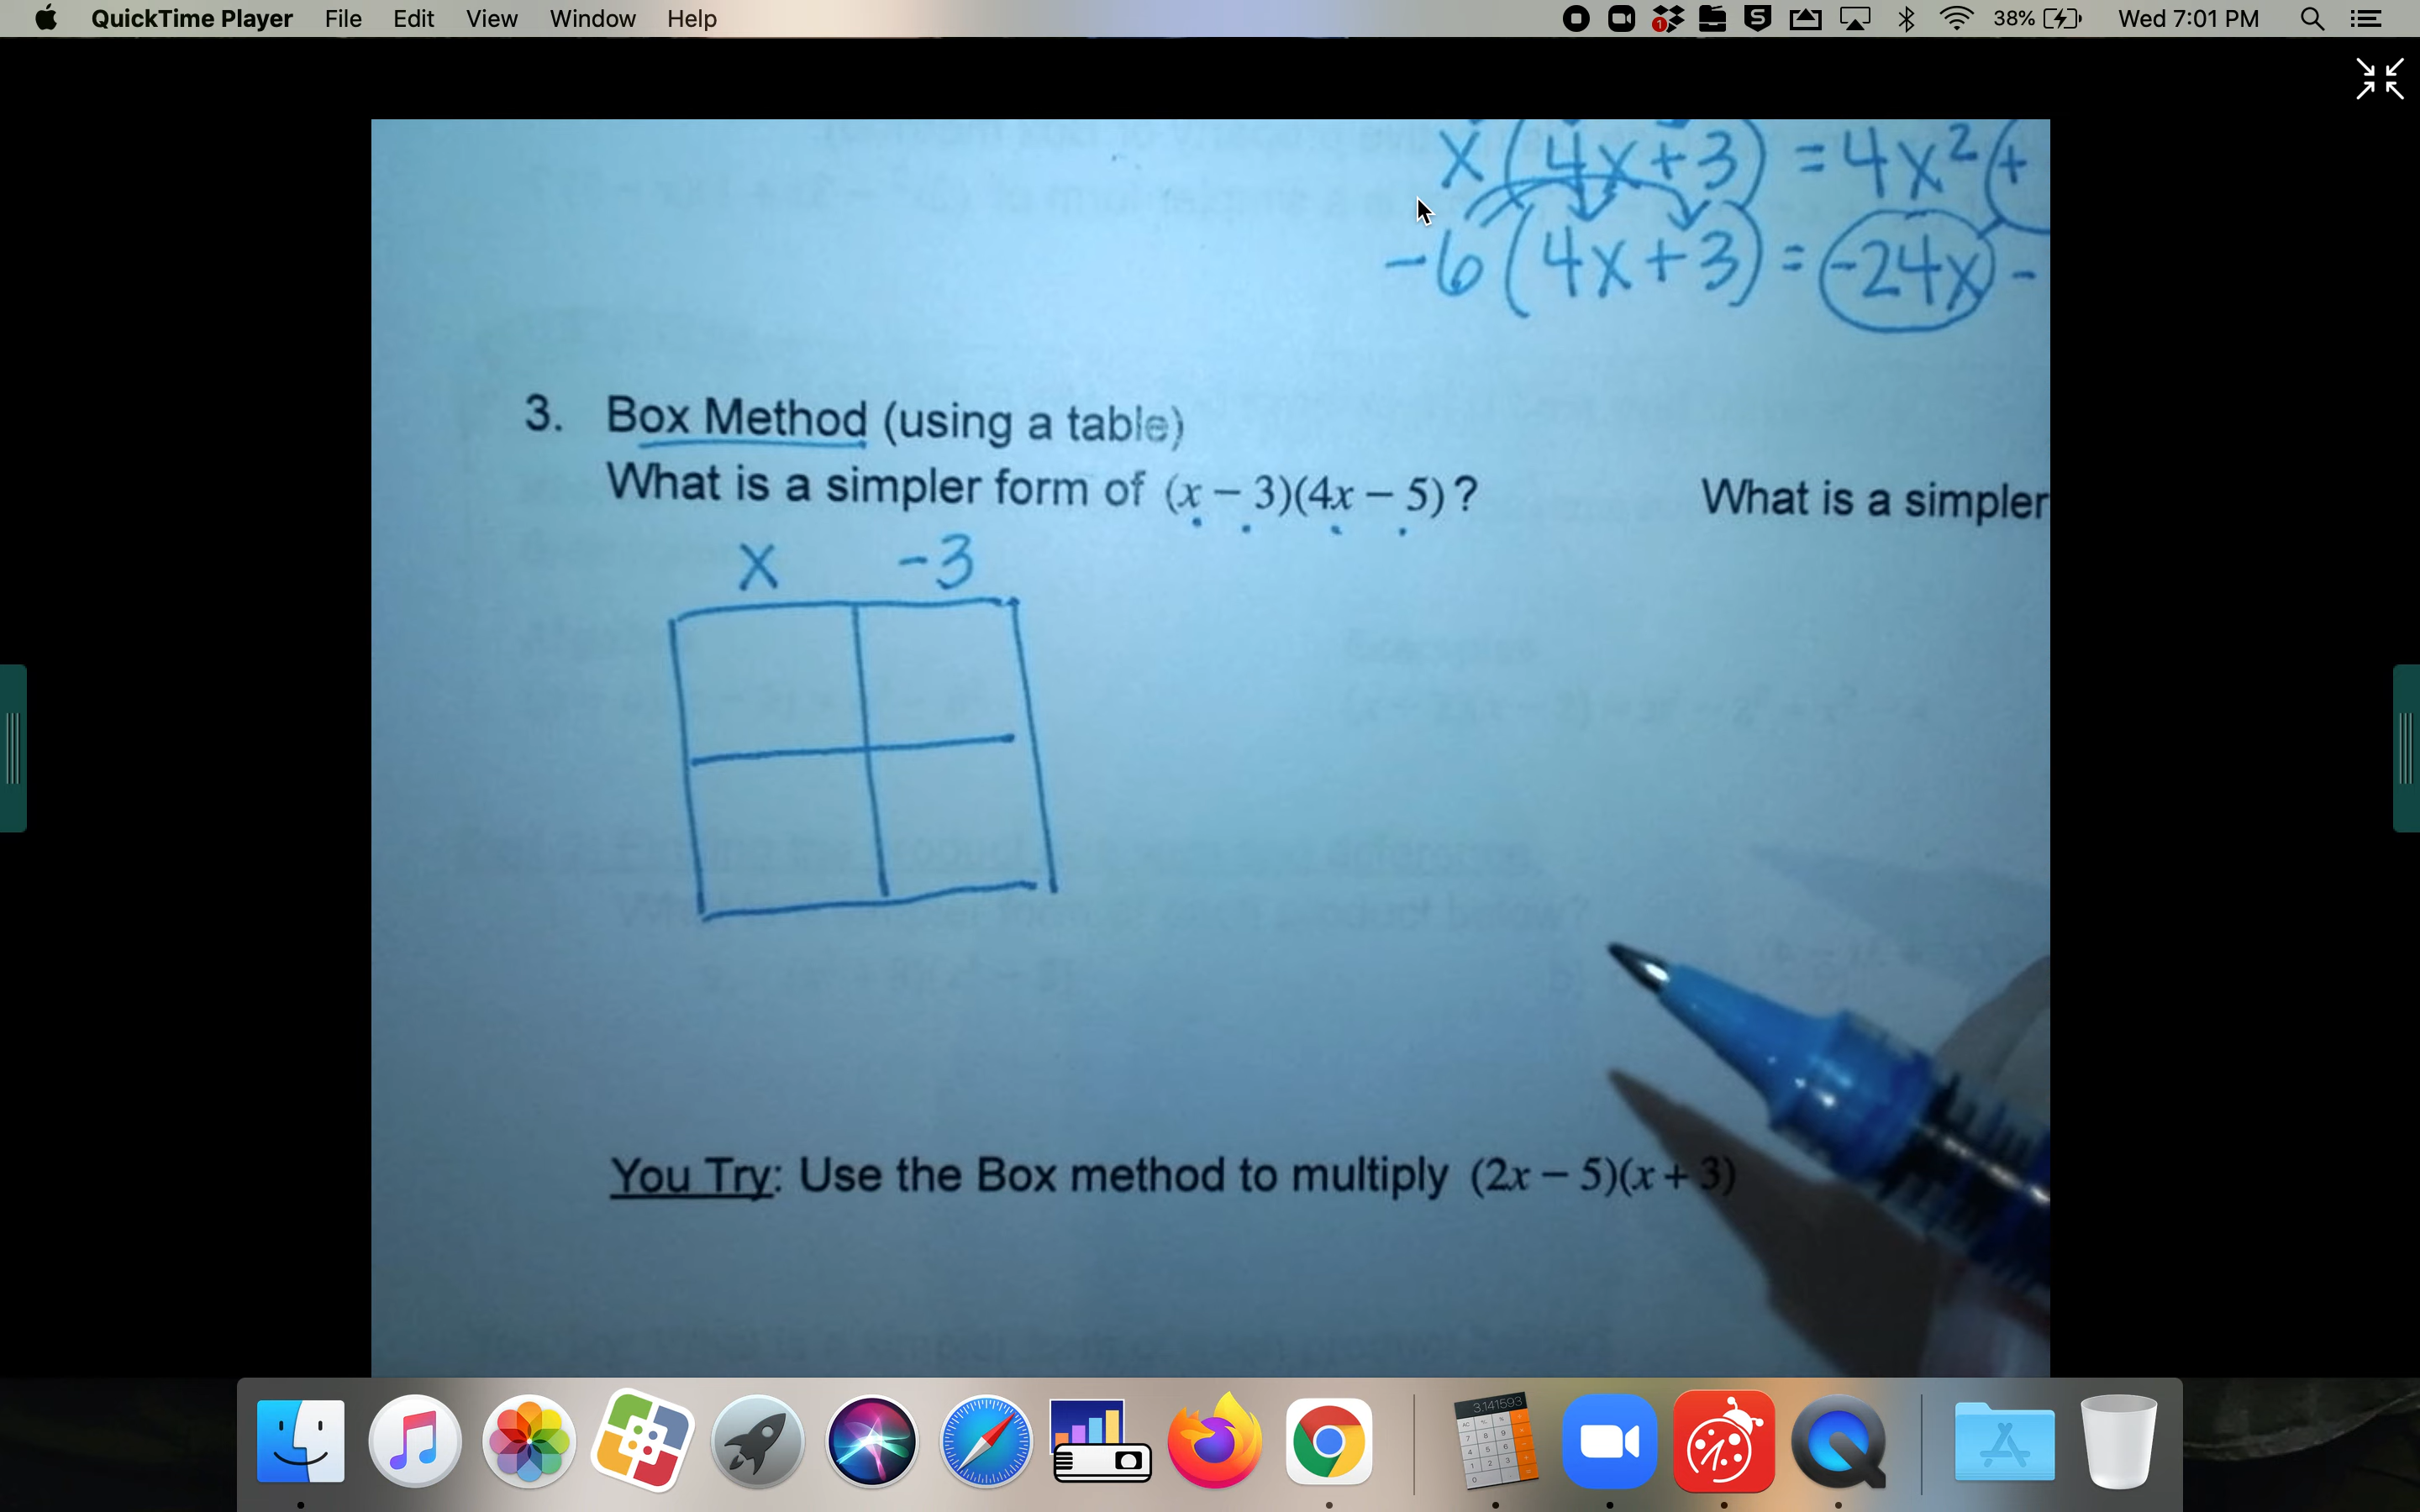 QuickTime Player File Edit View Window Help 38% Wed 7:01 PM
x(4x+3) = 4x² +
-6(4x+3) = -24x -
3. Box Method (using a table)
What is a simpler form of (x − 3)(4x − 5)?
What is a simpler
x -3
You Try: Use the Box method to multiply (2x − 5)(x + 3)
3.141593